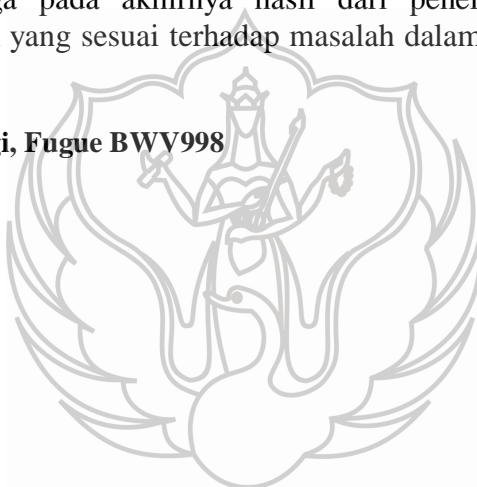 pada akhirnya hasil dari
yang sesuai terhadap masalah dalam
Fugue BWV998